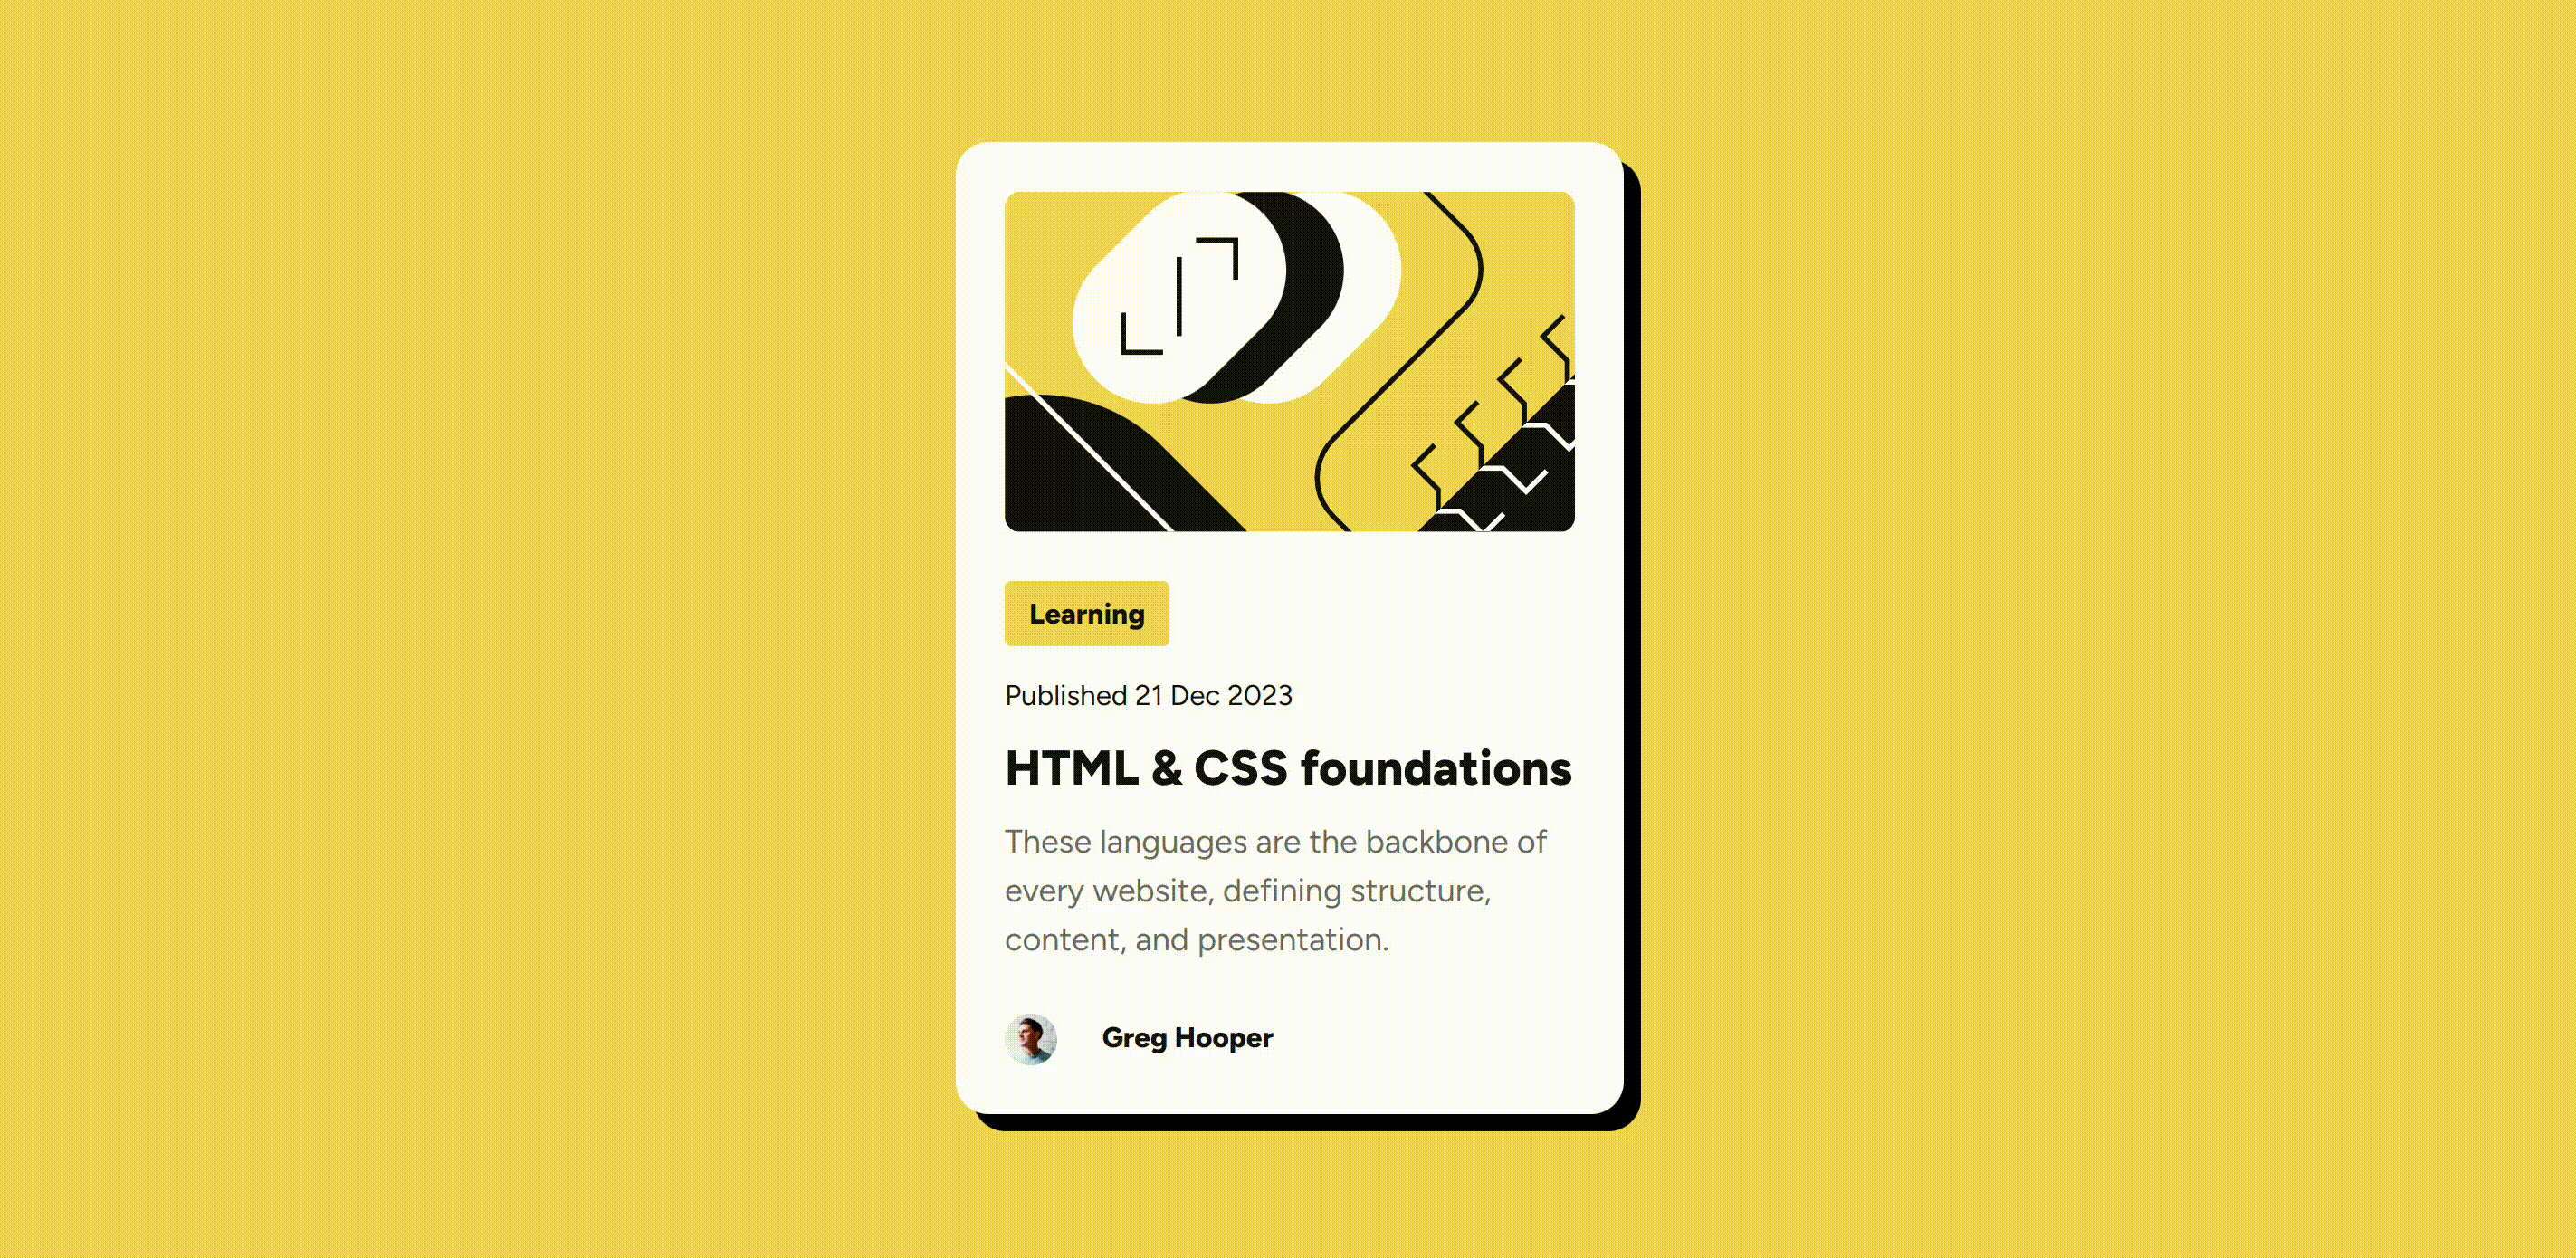 Learning
Published 21 Dec 2023
HTML & CSS foundations
These languages are the backbone of
every website, defining structure,
content, and presentation.
Greg Hooper